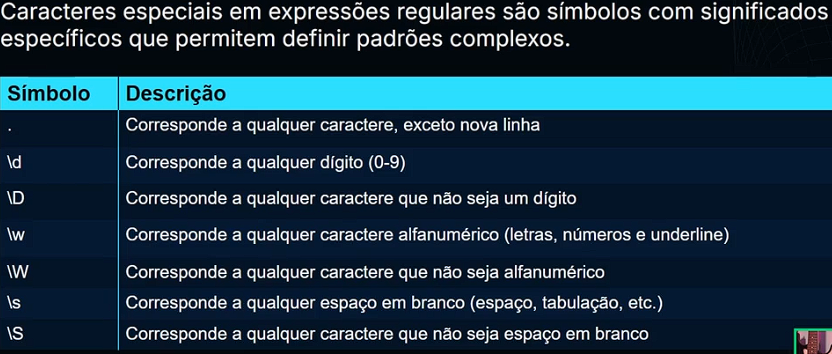 Caracteres especiais em expressões regulares são símbolos com significados
específicos que permitem definir padrões complexos.
Símbolo Descrição
. Corresponde a qualquer caractere, exceto nova linha
\d Corresponde a qualquer dígito (0-9)
\D Corresponde a qualquer caractere que não seja um dígito
\w Corresponde a qualquer caractere alfanumérico (letras, números e underline)
\W Corresponde a qualquer caractere que não seja alfanumérico
\s Corresponde a qualquer espaço em branco (espaço, tabulação, etc.)
\S Corresponde a qualquer caractere que não seja espaço em branco